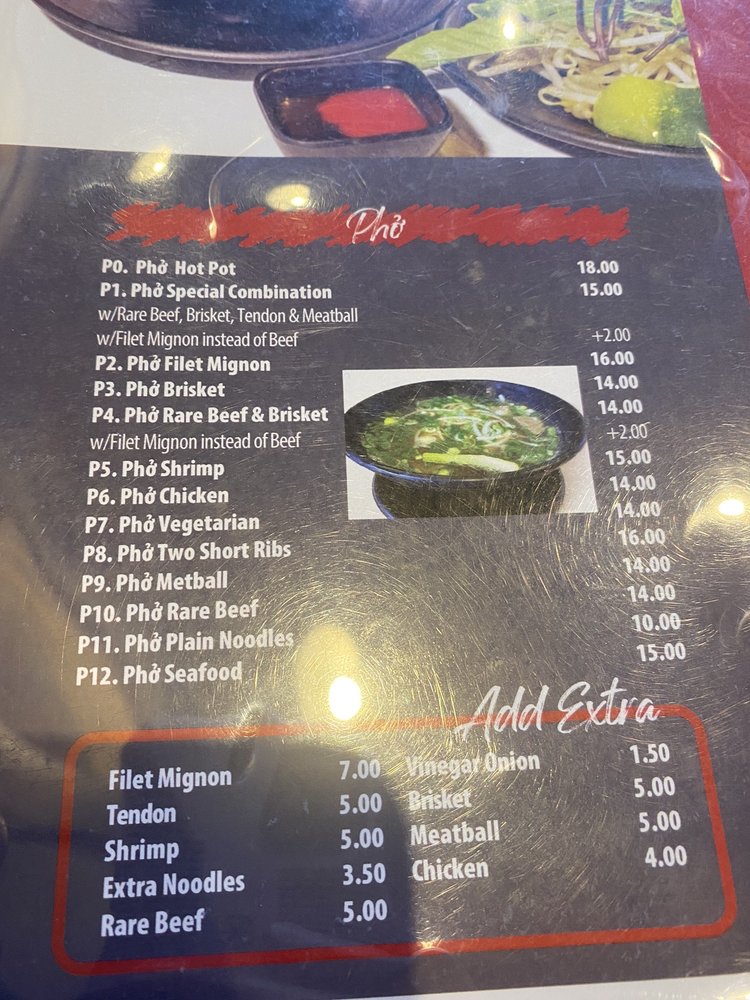 Phở
P0. Phở Hot Pot 18.00
P1. Phở Special Combination 15.00
w/Rare Beef, Brisket, Tendon & Meatball
w/Filet Mignon instead of Beef +2.00
P2. Phở Filet Mignon 16.00
P3. Phở Brisket 14.00
P4. Phở Rare Beef & Brisket 14.00
w/Filet Mignon instead of Beef +2.00
P5. Phở Shrimp 15.00
P6. Phở Chicken 14.00
P7. Phở Vegetarian 14.00
P8. Phở Two Short Ribs 16.00
P9. Phở Metball 14.00
P10. Phở Rare Beef 14.00
P11. Phở Plain Noodles 10.00
P12. Phở Seafood 15.00
Add Extra
Filet Mignon 7.00
Tendon 5.00
Shrimp 5.00
Extra Noodles 3.50
Rare Beef 5.00
Vinegar Onion 1.50
Brisket 5.00
Meatball 5.00
Chicken 4.00